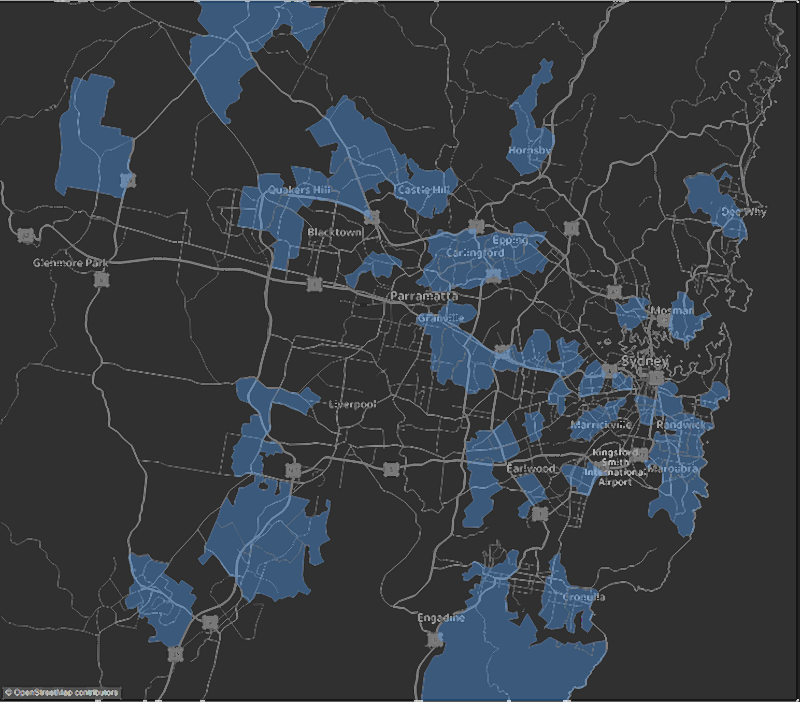 Hornsby
Quakers Hill
Castle Hill
Dee Why
Blacktown
Epping
Carlingford
Glenmore Park
Parramatta
Mosman
Granville
Sydney
Liverpool
Marrickville
Randwick
Kingsford
Smith
International
Airport
Earlwood
Maroubra
Cronulla
Engadine
© OpenStreetMap contributors